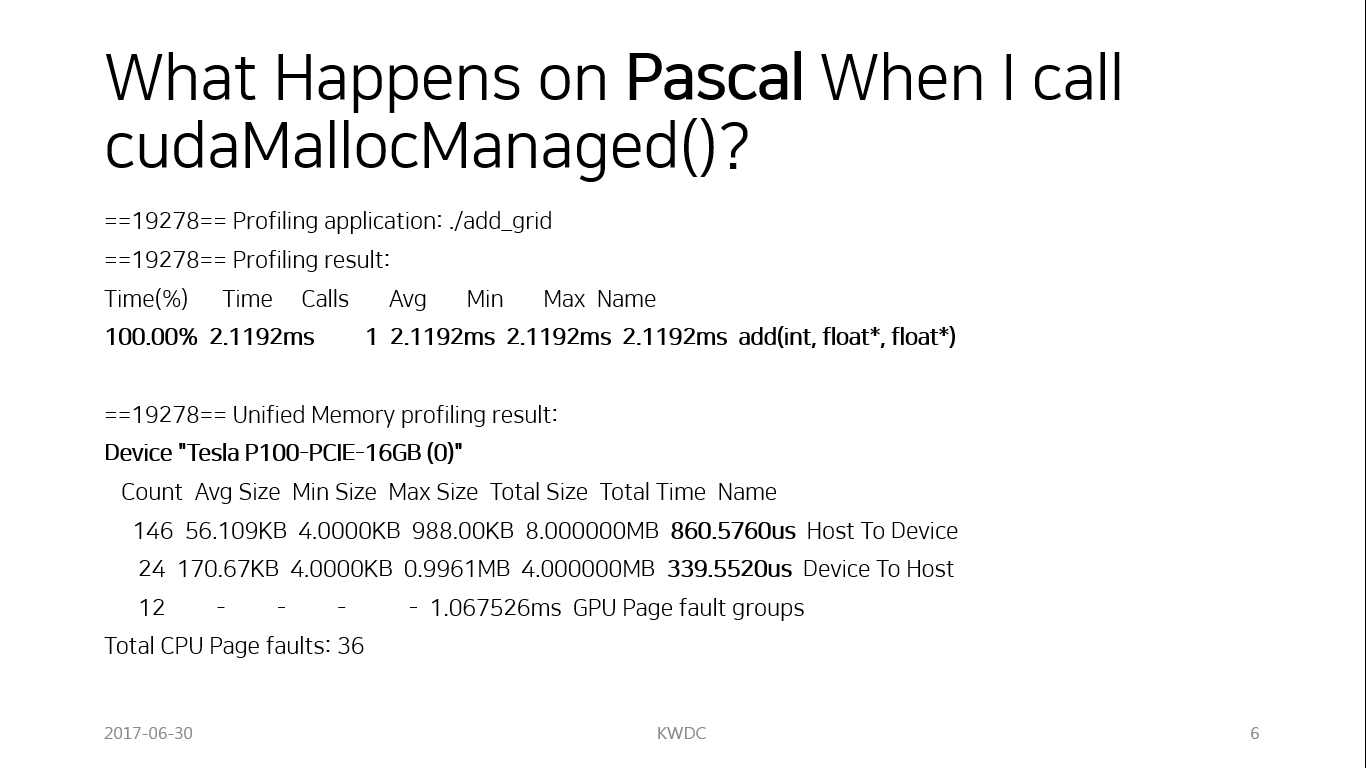 What Happens on Pascal When I call
cudaMallocManaged()?
==19278== Profiling application: ./add_grid
==19278== Profiling result:
Time(%) Time Calls Avg Min Max Name
100.00% 2.1192ms 1 2.1192ms 2.1192ms 2.1192ms add(int, float*, float*)
==19278== Unified Memory profiling result:
Device "Tesla P100-PCIE-16GB (0)"
Count Avg Size Min Size Max Size Total Size Total Time Name
146 56.109KB 4.0000KB 988.00KB 8.000000MB 860.5760us Host To Device
24 170.67KB 4.0000KB 0.9961MB 4.000000MB 339.5520us Device To Host
12 - - - - 1.067526ms GPU Page fault groups
Total CPU Page faults: 36
2017-06-30 KWDC 6